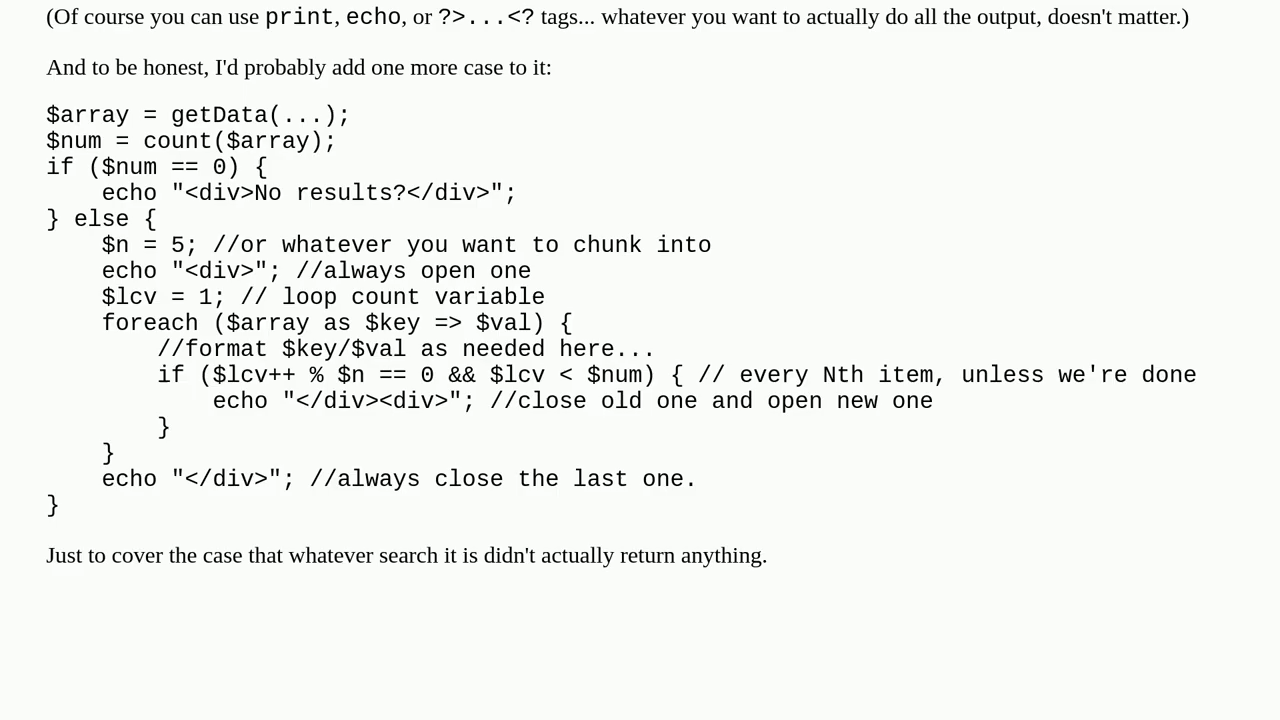 (Of course you can use print, echo, or ?>...<? tags... whatever you want to actually do all the output, doesn't matter.)
And to be honest, I'd probably add one more case to it:
$array = getData(...);
$num = count($array);
if ($num == 0) {
    echo "<div>No results?</div>";
} else {
    $n = 5; //or whatever you want to chunk into
    echo "<div>"; //always open one
    $lcv = 1; // loop count variable
    foreach ($array as $key => $val) {
        //format $key/$val as needed here...
        if ($lcv++ % $n == 0 && $lcv < $num) { // every Nth item, unless we're done
            echo "</div><div>"; //close old one and open new one
        }
    }
    echo "</div>"; //always close the last one.
}
Just to cover the case that whatever search it is didn't actually return anything.